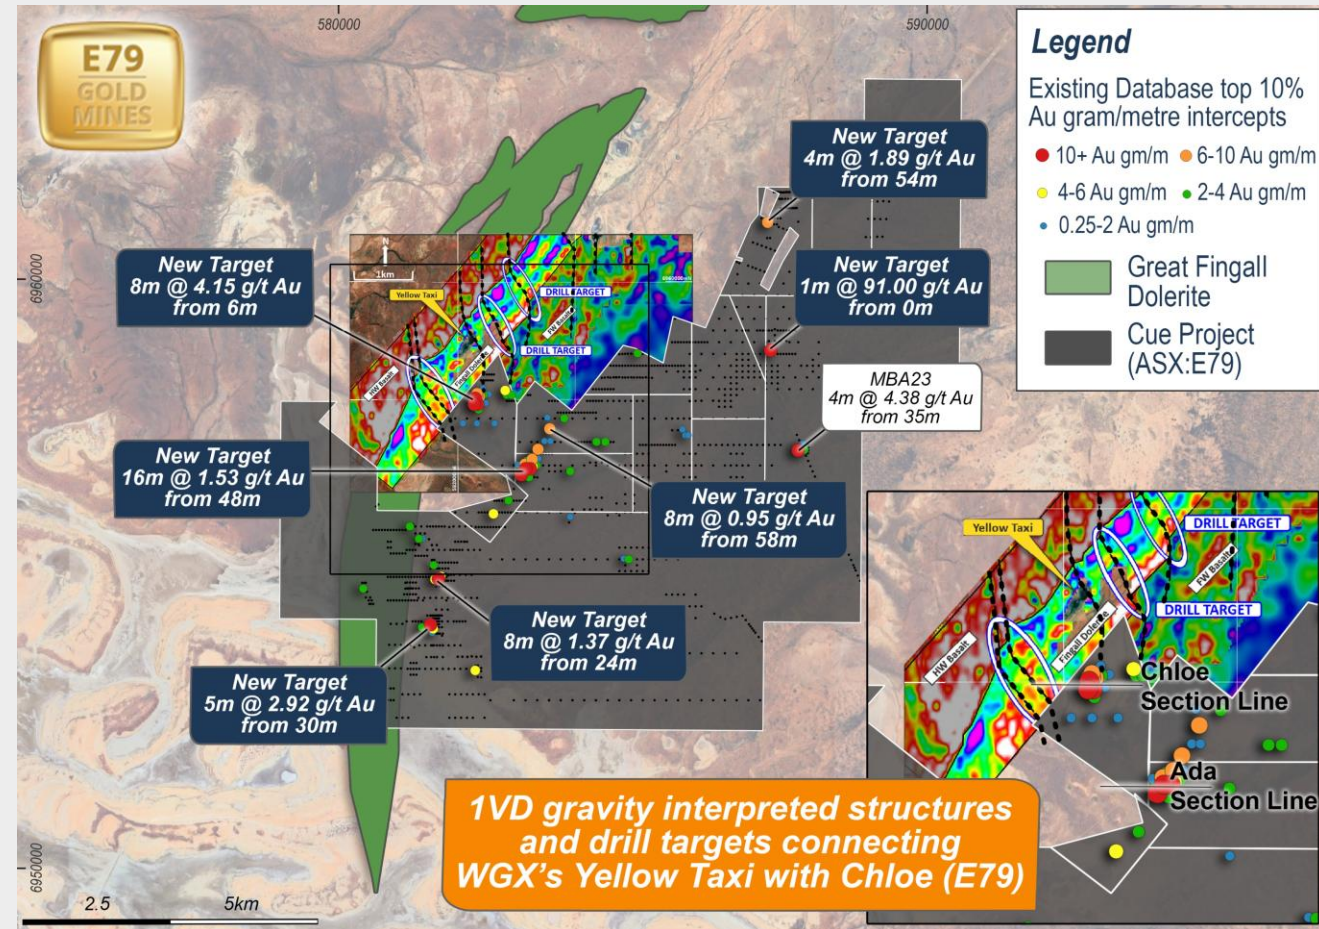 E79
GOLD
MINES
580000
590000
6960000
6950000
Legend
Existing Database top 10%
Au gram/metre intercepts
10+ Au gm/m
6-10 Au gm/m
4-6 Au gm/m
2-4 Au gm/m
0.25-2 Au gm/m
Great Fingall
Dolerite
Cue Project
(ASX:E79)
New Target
4m @ 1.89 g/t Au
from 54m
New Target
8m @ 4.15 g/t Au
from 6m
New Target
1m @ 91.00 g/t Au
from 0m
MBA23
4m @ 4.38 g/t Au
from 35m
New Target
16m @ 1.53 g/t Au
from 48m
New Target
8m @ 0.95 g/t Au
from 58m
New Target
8m @ 1.37 g/t Au
from 24m
New Target
5m @ 2.92 g/t Au
from 30m
N
1km
Yellow Taxi
DRILL TARGET
DRILL TARGET
HW Basalt
Fingall Dolerite
FW Basalt
Yellow Taxi
DRILL TARGET
DRILL TARGET
HW Basalt
Fingall Dolerite
FW Basalt
Chloe
Section Line
Ada
Section Line
1VD gravity interpreted structures
and drill targets connecting
WGX's Yellow Taxi with Chloe (E79)
2.5
5km